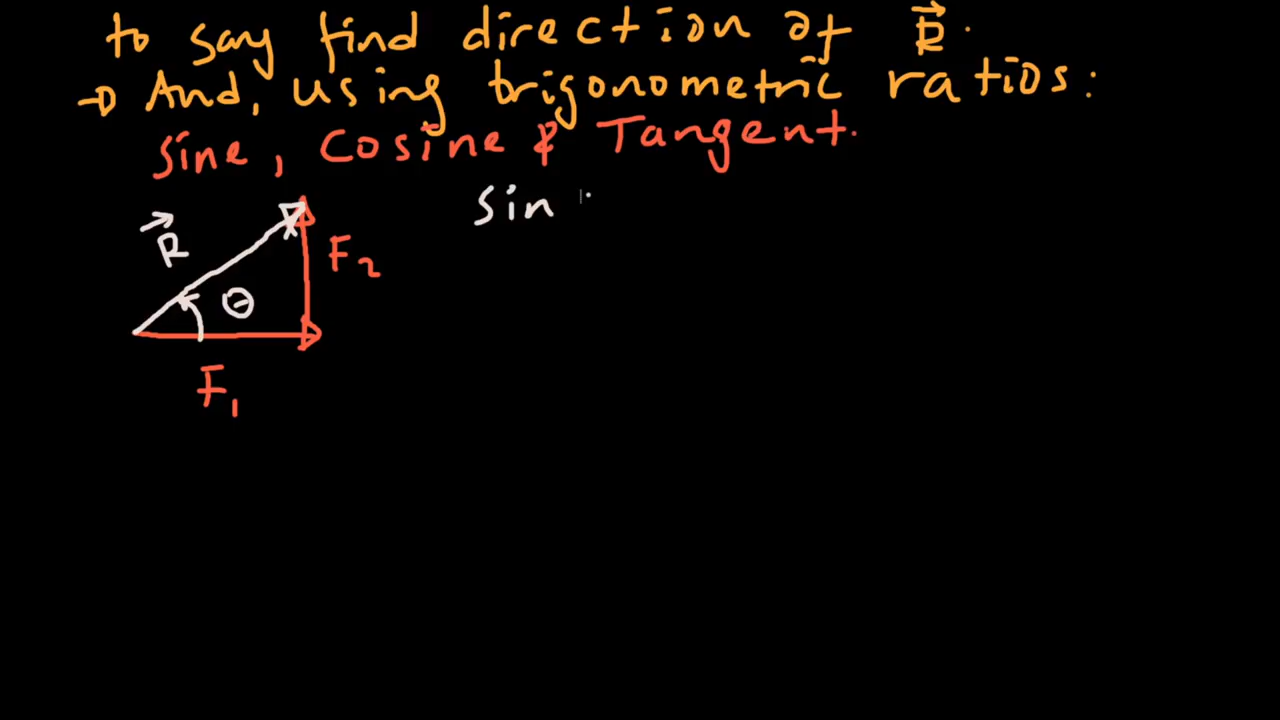 to say find direction of R⃗.
→ And, using trigonometric ratios:
sine, Cosine & Tangent.
Sin
R⃗
F₂
θ
F₁